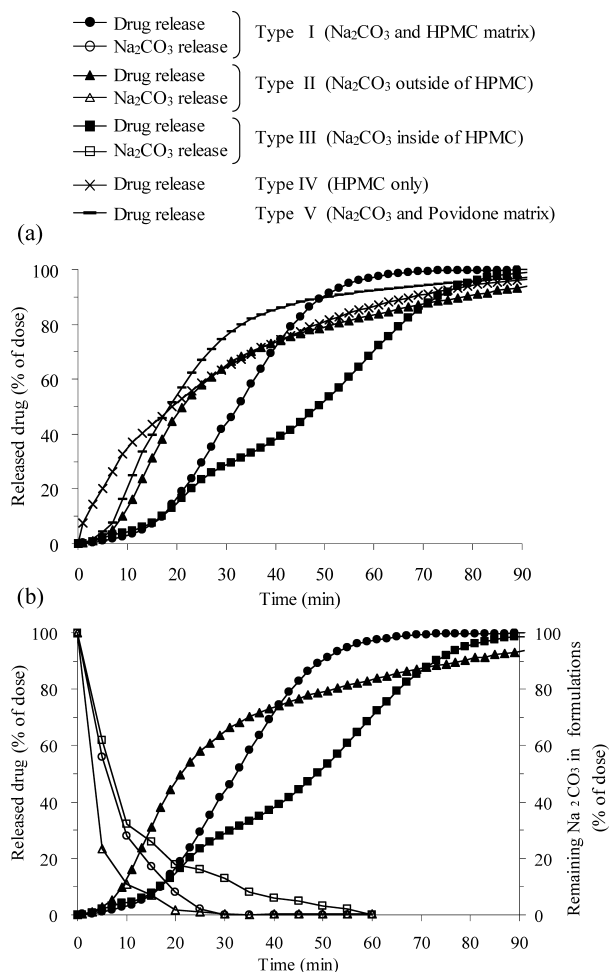 Drug release
Na2CO3 release
Type I (Na2CO3 and HPMC matrix)
Drug release
Na2CO3 release
Type II (Na2CO3 outside of HPMC)
Drug release
Na2CO3 release
Type III (Na2CO3 inside of HPMC)
Drug release Type IV (HPMC only)
Drug release Type V (Na2CO3 and Povidone matrix)
(a)
Released drug (% of dose)
100
80
60
40
20
0
0 10 20 30 40 50 60 70 80 90
Time (min)
(b)
Released drug (% of dose)
100
80
60
40
20
0
100
80
60
40
20
0
Remaining Na 2 CO3 in formulations
(% of dose)
0 10 20 30 40 50 60 70 80 90
Time (min)